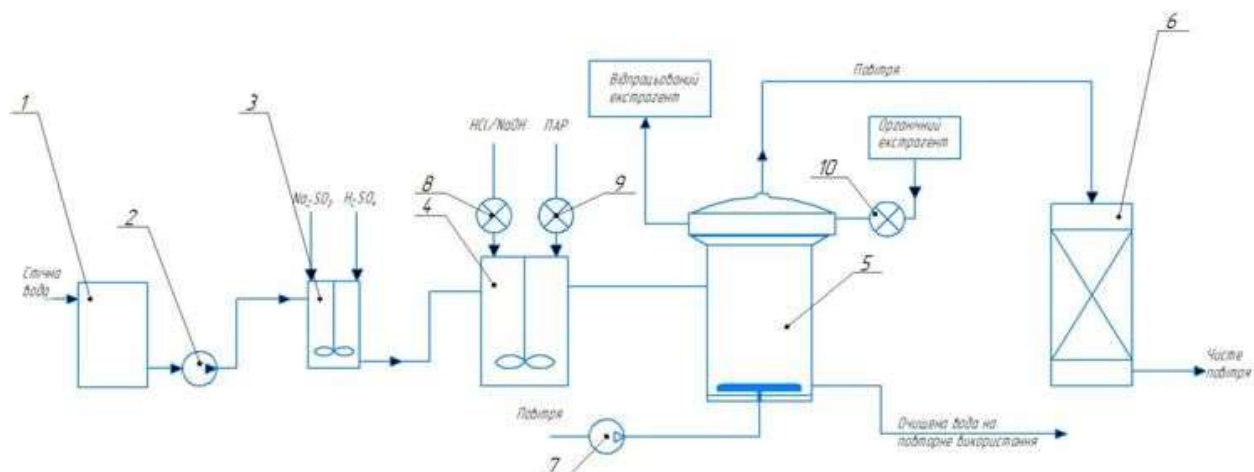 6
Повітря
Відпрацьований
екстрагент
1
3
HCl/NaOH
ПАР
Органічний
екстрагент
10
8
9
4
Na₂SO₃
H₂SO₄
2
5
Стічна
вода
Чисте
повітря
Повітря
Очищена вода на
повторне використання
7